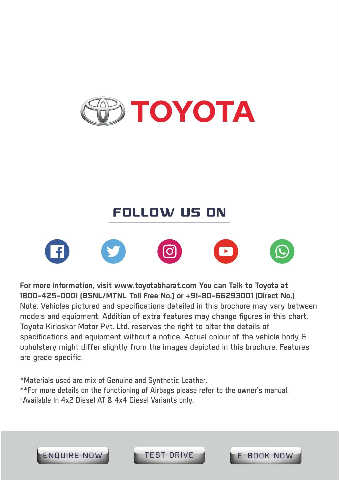 TOYOTA
FOLLOW US ON
For more information, visit www.toyotabharat.com You can Talk to Toyota at
1800-425-0001 (BSNL/MTNL Toll Free No.) or +91-80-66293001 (Direct No.)
Note: Vehicles pictured and specifications detailed in this brochure may vary between
models and equipment. Addition of extra features may change figures in this chart.
Toyota Kirloskar Motor Pvt. Ltd. reserves the right to alter the details of
specifications and equipment without a notice. Actual colour of the vehicle body &
upholstery might differ slightly from the images depicted in this brochure. Features
are grade specific.
*Materials used are mix of Genuine and Synthetic Leather.
**For more details on the functioning of Airbags please refer to the owner's manual
Available in 4x2 Diesel AT & 4x4 Diesel Variants only.
ENQUIRE NOW
TEST DRIVE
E-BOOK NOW